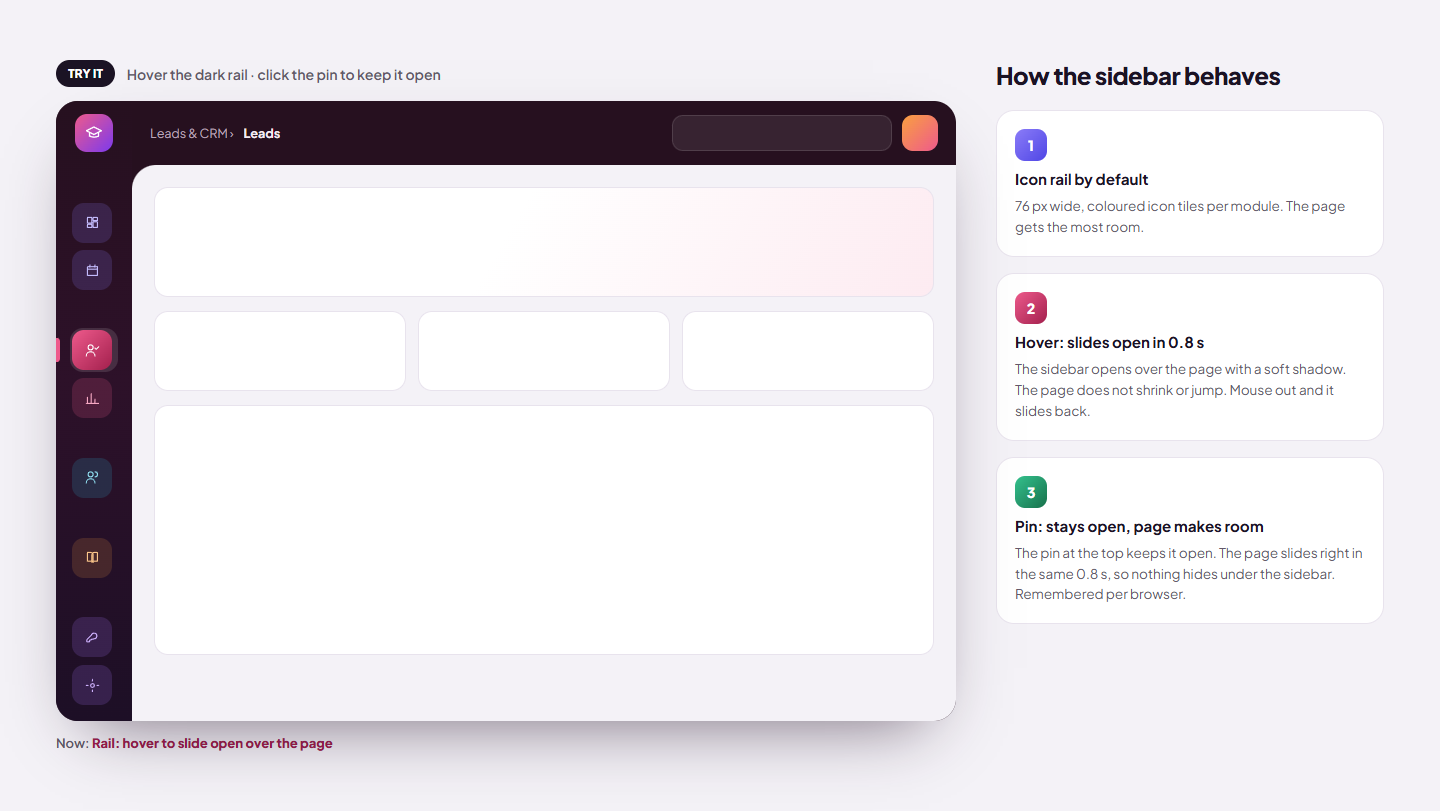 TRY IT
Hover the dark rail · click the pin to keep it open
Leads & CRM › Leads
Now: Rail: hover to slide open over the page
How the sidebar behaves
1
Icon rail by default
76 px wide, coloured icon tiles per module. The page
gets the most room.
2
Hover: slides open in 0.8 s
The sidebar opens over the page with a soft shadow.
The page does not shrink or jump. Mouse out and it
slides back.
3
Pin: stays open, page makes room
The pin at the top keeps it open. The page slides right in
the same 0.8 s, so nothing hides under the sidebar.
Remembered per browser.